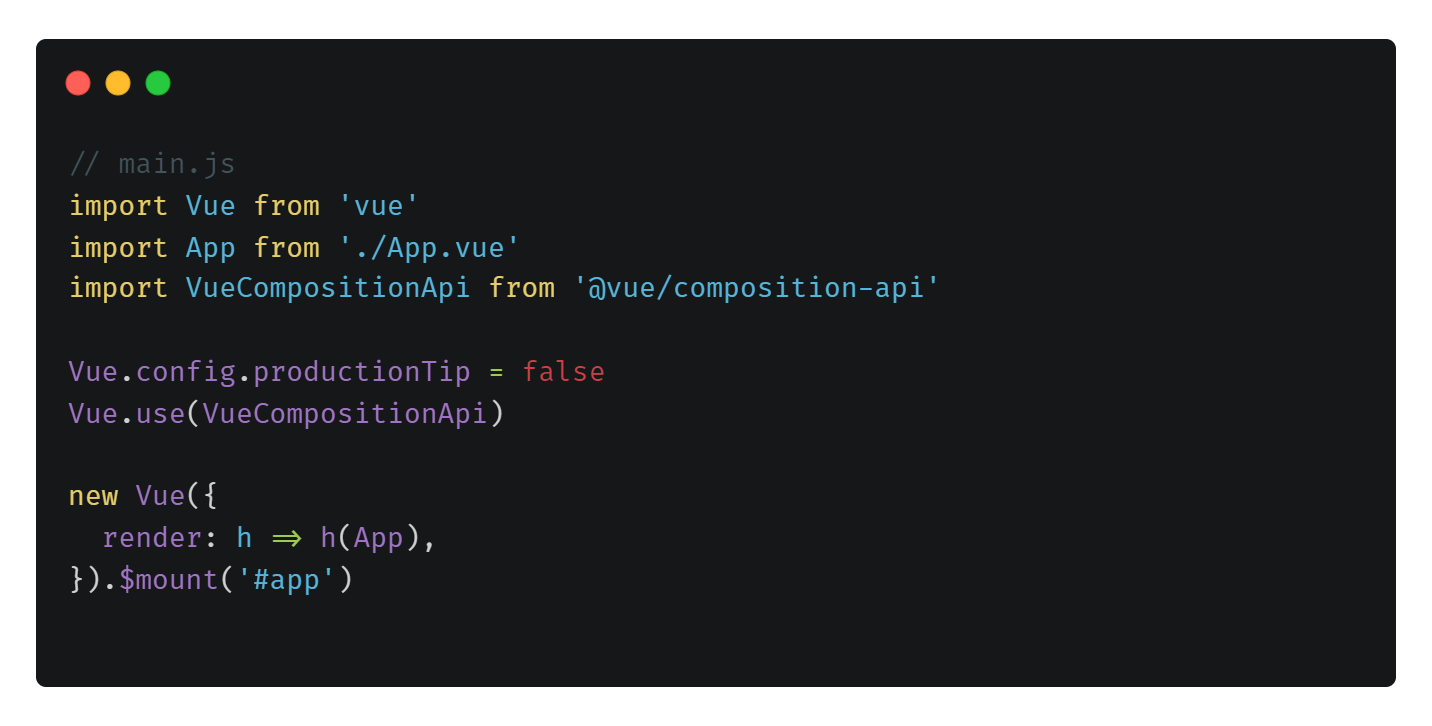 // main.js
import Vue from 'vue'
import App from './App.vue'
import VueCompositionApi from '@vue/composition-api'

Vue.config.productionTip = false
Vue.use(VueCompositionApi)

new Vue({
  render: h => h(App),
}).$mount('#app')